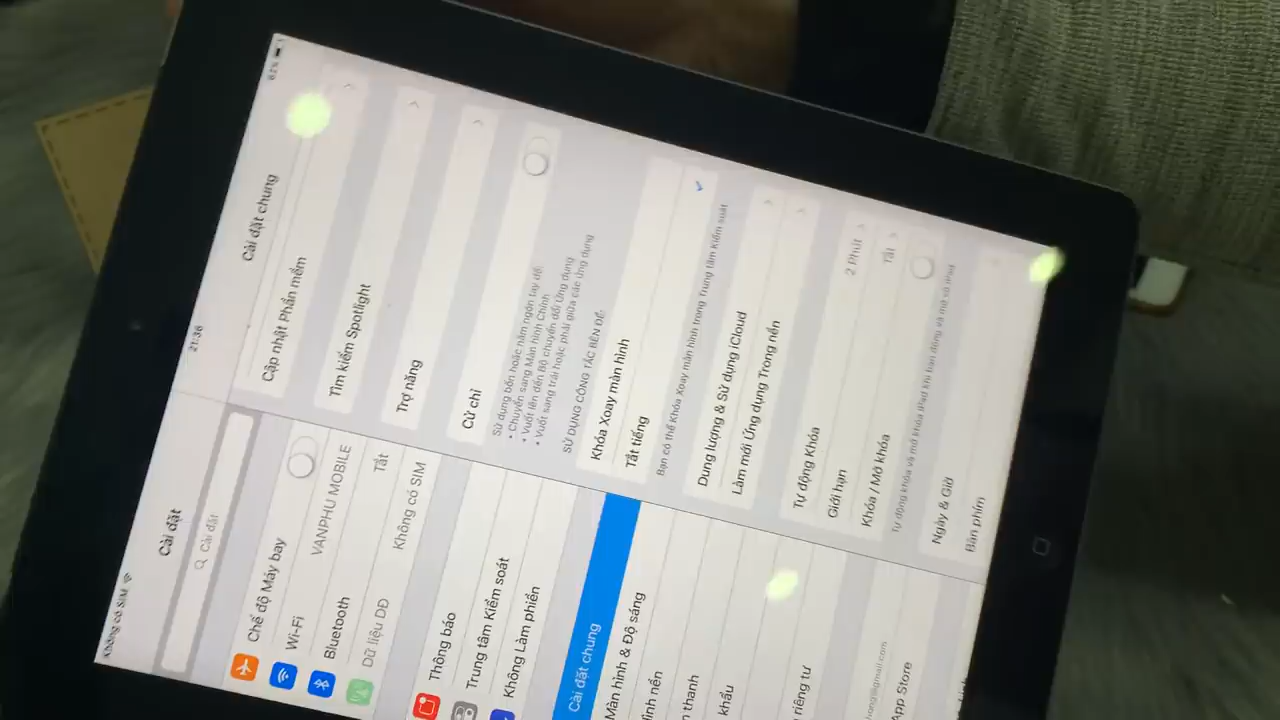 Không có SIM
21:36
62%
Cài đặt
Cài đặt
Chế độ Máy bay
Wi-Fi
VANPHU MOBILE
Bluetooth
Tắt
Dữ liệu DĐ
Không có SIM
Thông báo
Trung tâm Kiểm soát
Không Làm phiền
Cài đặt chung
Màn hình & Độ sáng
nền
thanh
khẩu
riêng tư
App Store
Cài đặt chung
Cập nhật Phần mềm
Tìm kiếm Spotlight
Trợ năng
Cử chỉ
Sử dụng bốn hoặc năm ngón tay để:
• Chuyển sang Màn hình Chính
• Vuốt lên đến Bộ chuyển đổi Ứng dụng
• Vuốt sang trái hoặc phải giữa các ứng dụng
SỬ DỤNG CÔNG TẮC BÊN ĐỂ:
Khóa Xoay màn hình
Tắt tiếng
Bạn có thể Khóa Xoay màn hình trong Trung tâm Kiểm soát
Dung lượng & Sử dụng iCloud
Làm mới Ứng dụng Trong nền
Tự động Khóa
2 Phút
Giới hạn
Tắt
Khóa / Mở khóa
Tự động khóa và mở khóa iPad khi bạn đóng và mở vỏ iPad
Ngày & Giờ
Bàn phím